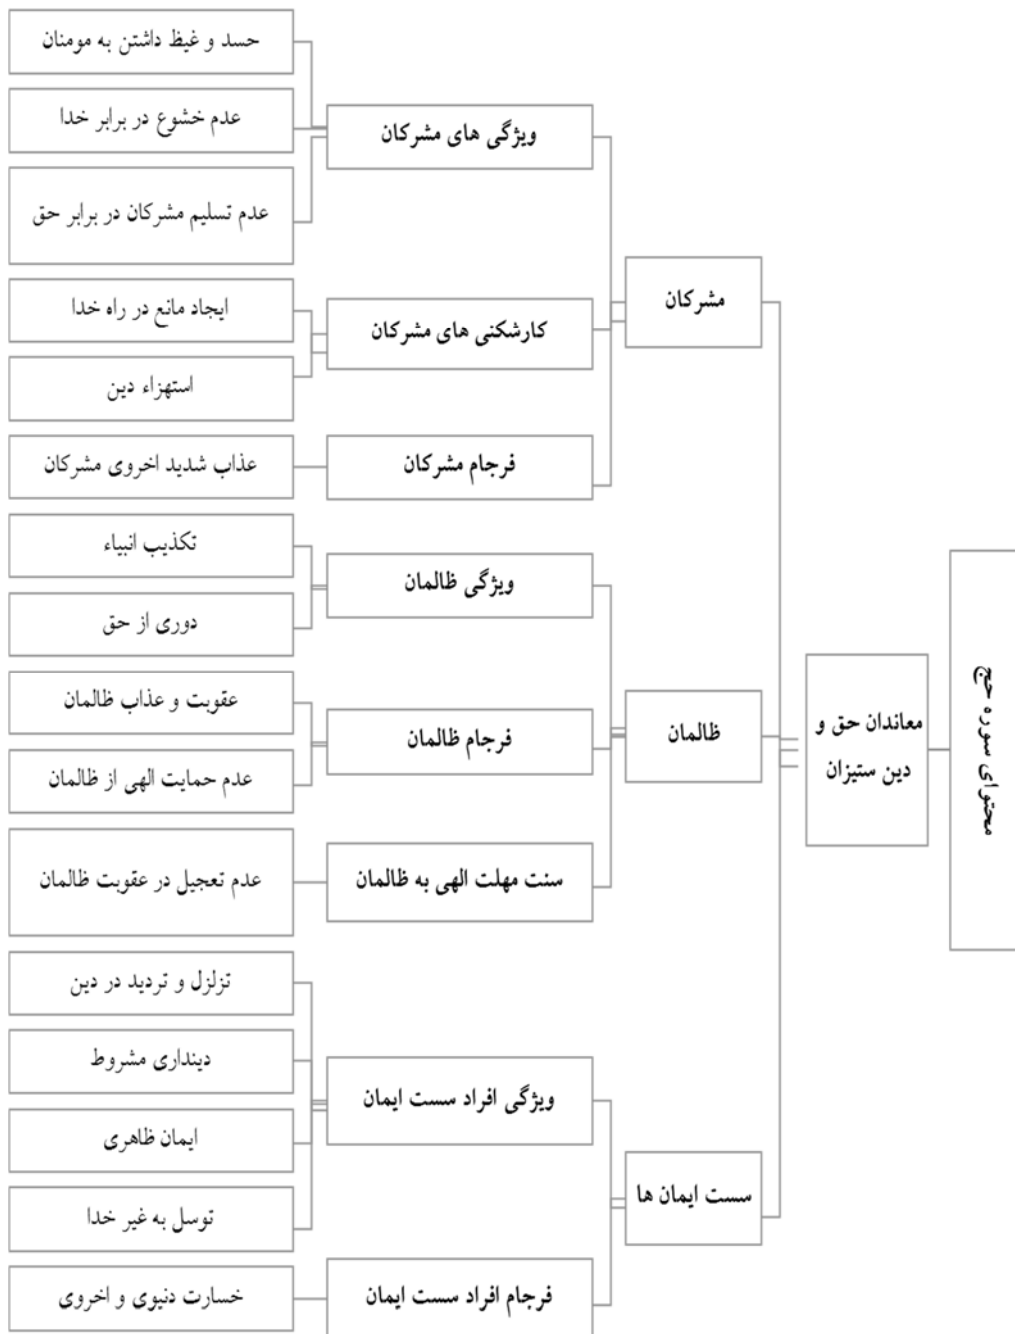 محتوای سوره حج
معاندان حق و
دین ستیزان
مشرکان
ویژگی های مشرکان
حسد و غیظ داشتن به مومنان
عدم خشوع در برابر خدا
عدم تسلیم مشرکان در برابر حق
کارشکنی های مشرکان
ایجاد مانع در راه خدا
استهزاء دین
فرجام مشرکان
عذاب شدید اخروی مشرکان
ظالمان
ویژگی ظالمان
تکذیب انبیاء
دوری از حق
فرجام ظالمان
عقوبت و عذاب ظالمان
عدم حمایت الهی از ظالمان
سنت مهلت الهی به ظالمان
عدم تعجیل در عقوبت ظالمان
سست ایمان ها
ویژگی افراد سست ایمان
تزلزل و تردید در دین
دینداری مشروط
ایمان ظاهری
توسل به غیر خدا
فرجام افراد سست ایمان
خسارت دنیوی و اخروی